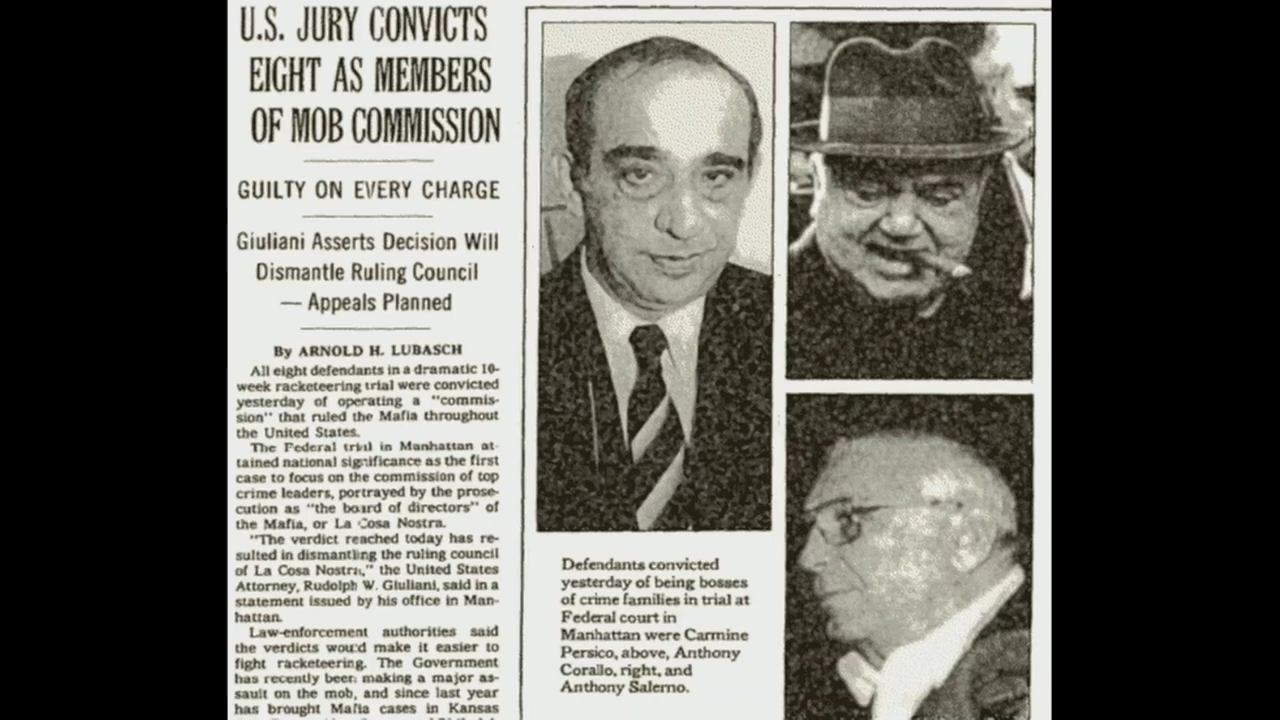 U.S. JURY CONVICTS
EIGHT AS MEMBERS
OF MOB COMMISSION
GUILTY ON EVERY CHARGE
Giuliani Asserts Decision Will
Dismantle Ruling Council
— Appeals Planned
By ARNOLD H. LUBASCH
All eight defendants in a dramatic 10-
week racketeering trial were convicted
yesterday of operating a "commis-
sion" that ruled the Mafia throughout
the United States.
The Federal trial in Manhattan at-
tained national significance as the first
case to focus on the commission of top
crime leaders, portrayed by the prose-
cution as "the board of directors" of
the Mafia, or La Cosa Nostra.
"The verdict reached today has re-
sulted in dismantling the ruling council
of La Cosa Nostra," the United States
Attorney, Rudolph W. Giuliani, said in a
statement issued by his office in Man-
hattan.
Law-enforcement authorities said
the verdicts would make it easier to
fight racketeering. The Government
has recently been making a major as-
sault on the mob, and since last year
has brought Mafia cases in Kansas
Defendants convicted
yesterday of being bosses
of crime families in trial at
Federal court in
Manhattan were Carmine
Persico, above, Anthony
Corallo, right, and
Anthony Salerno.